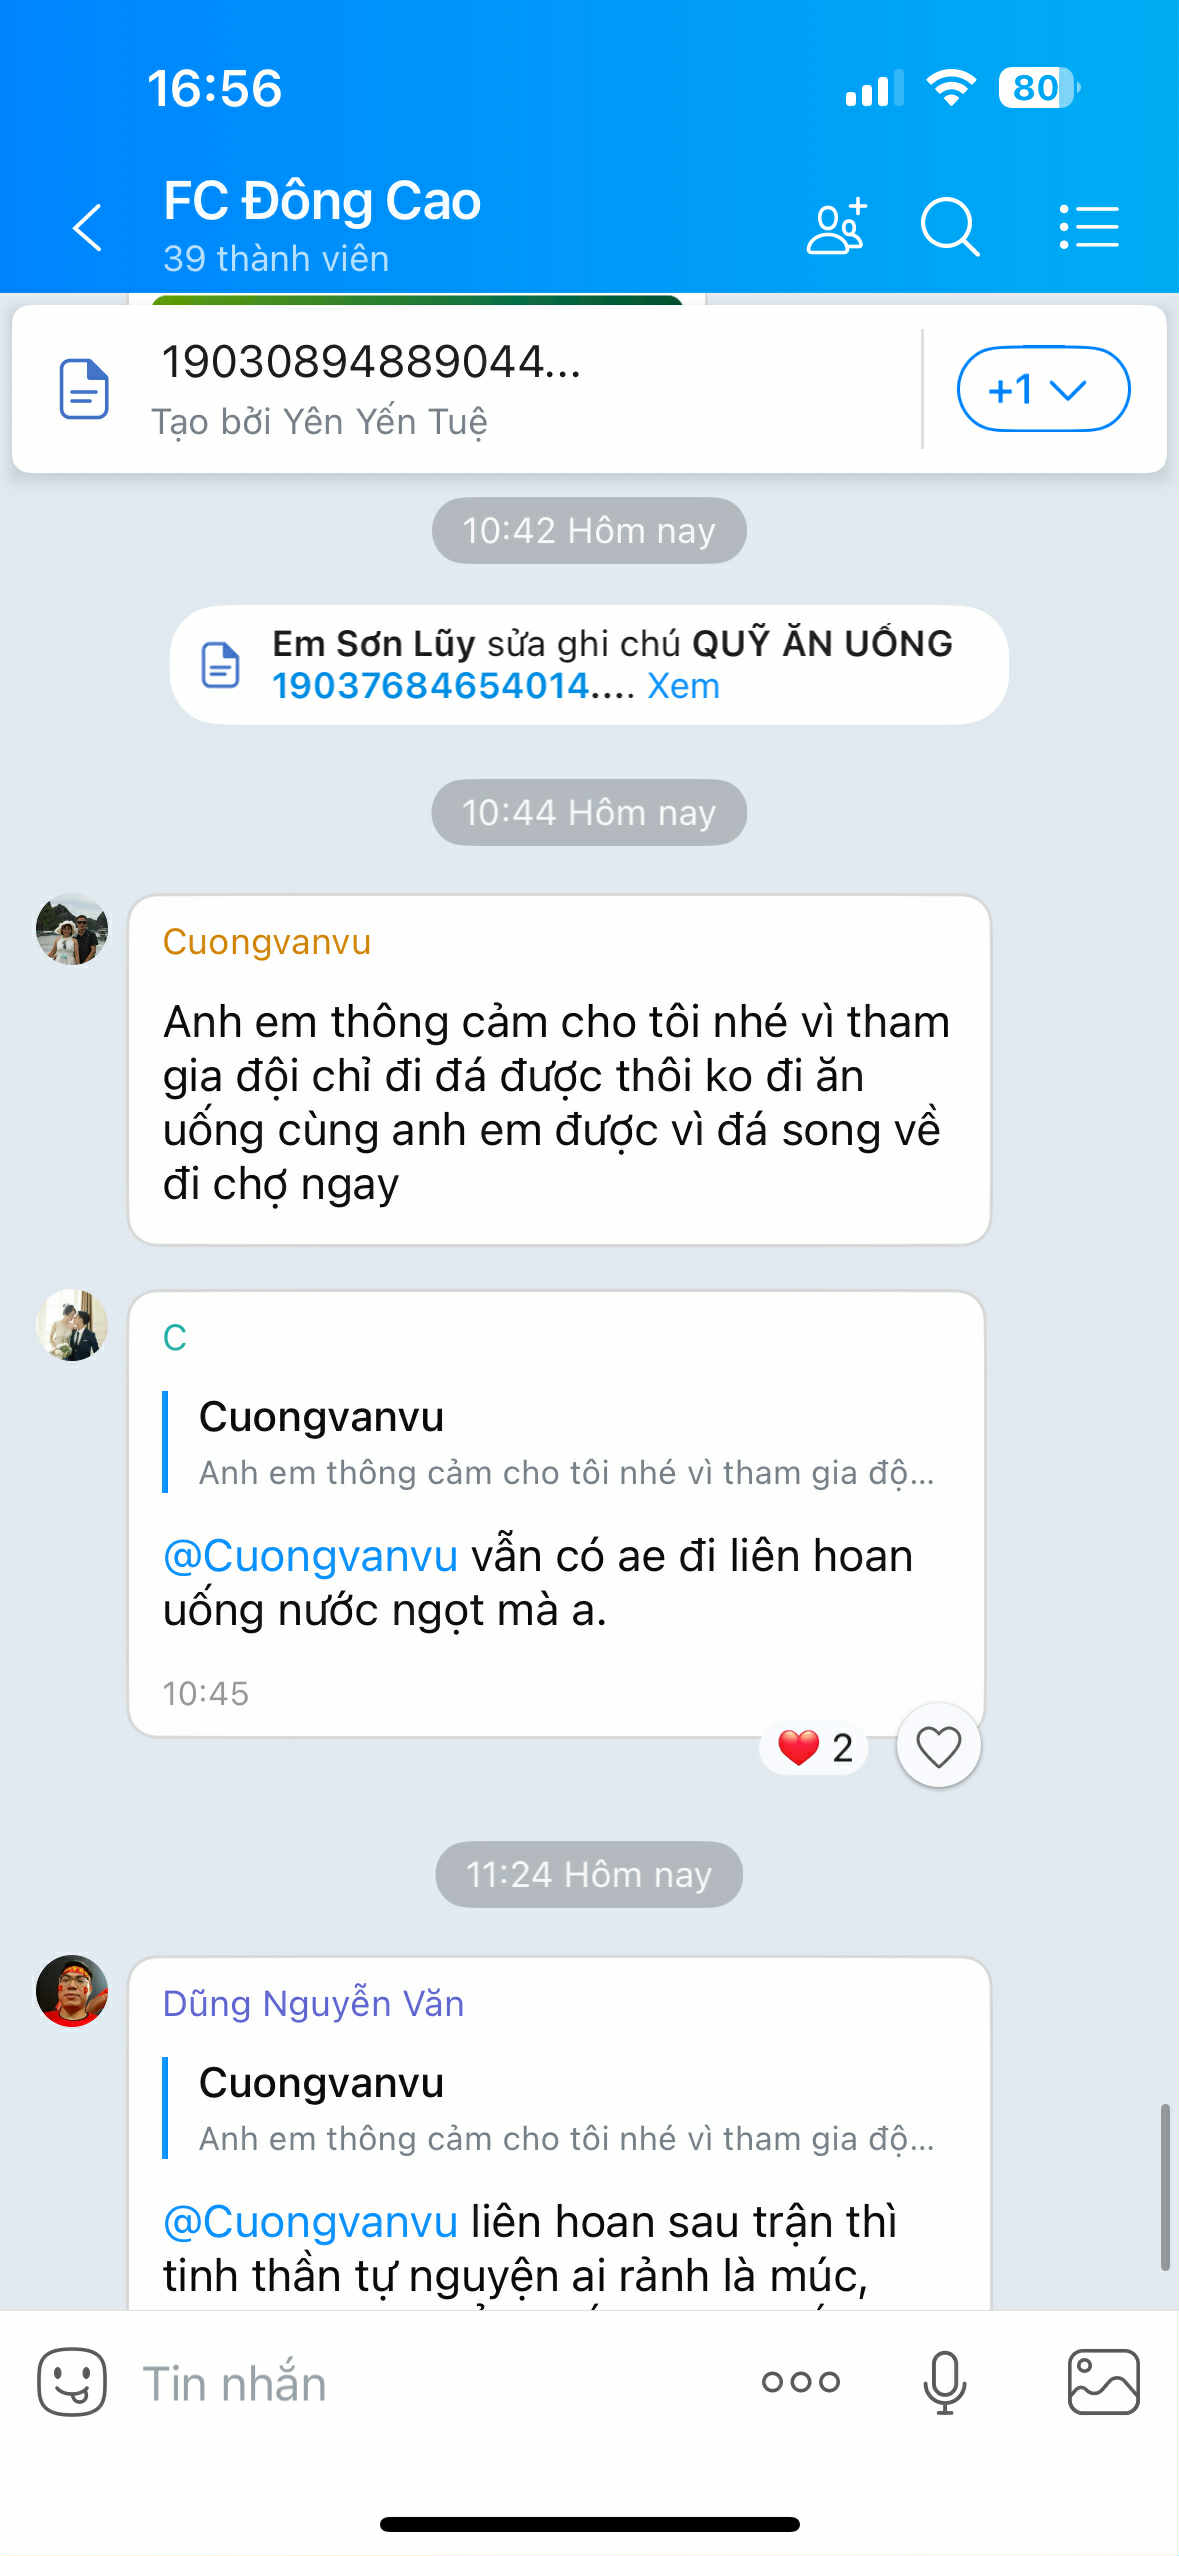 16:56
80
FC Đông Cao
39 thành viên
19030894889044...
Tạo bởi Yên Yến Tuệ
+1
10:42 Hôm nay
Em Sơn Lũy sửa ghi chú QUỸ ĂN UỐNG
19037684654014.... Xem
10:44 Hôm nay
Cuongvanvu
Anh em thông cảm cho tôi nhé vì tham
gia đội chỉ đi đá được thôi ko đi ăn
uống cùng anh em được vì đá song về
đi chợ ngay
C
Cuongvanvu
Anh em thông cảm cho tôi nhé vì tham gia độ...
@Cuongvanvu vẫn có ae đi liên hoan
uống nước ngọt mà a.
10:45
2
11:24 Hôm nay
Dũng Nguyễn Văn
Cuongvanvu
Anh em thông cảm cho tôi nhé vì tham gia độ...
@Cuongvanvu liên hoan sau trận thì
tinh thần tự nguyện ai rảnh là múc,
Tin nhắn